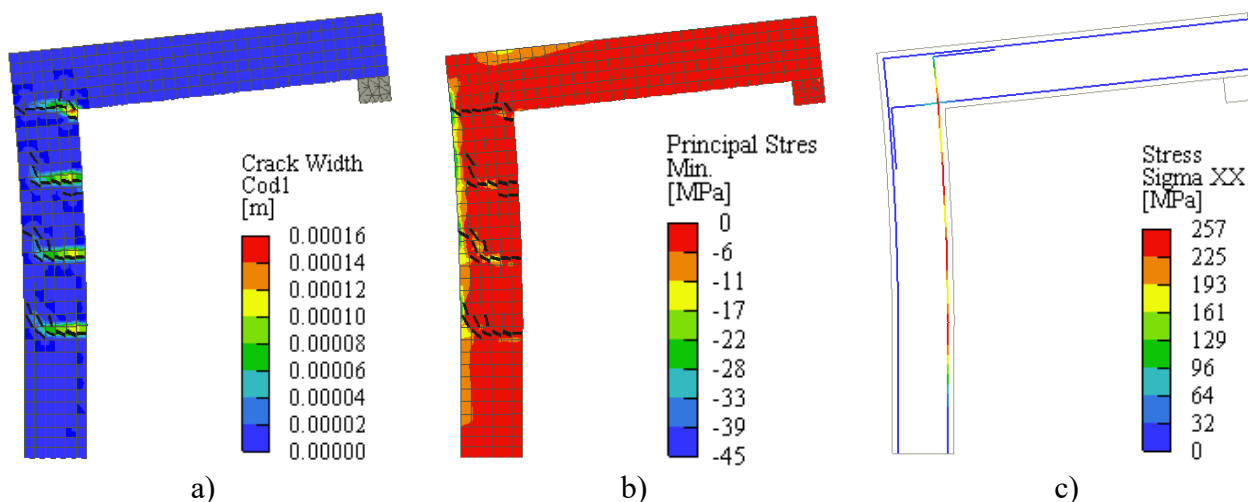 Crack Width
Cod1
[m]
0.00016
0.00014
0.00012
0.00010
0.00008
0.00006
0.00004
0.00002
0.00000
a)
Principal Stres
Min.
[MPa]
0
-6
-11
-17
-22
-28
-33
-39
-45
b)
Stress
Sigma XX
[MPa]
257
225
193
161
129
96
64
32
0
c)